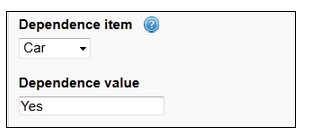 Dependence item
Car
Dependence value
Yes